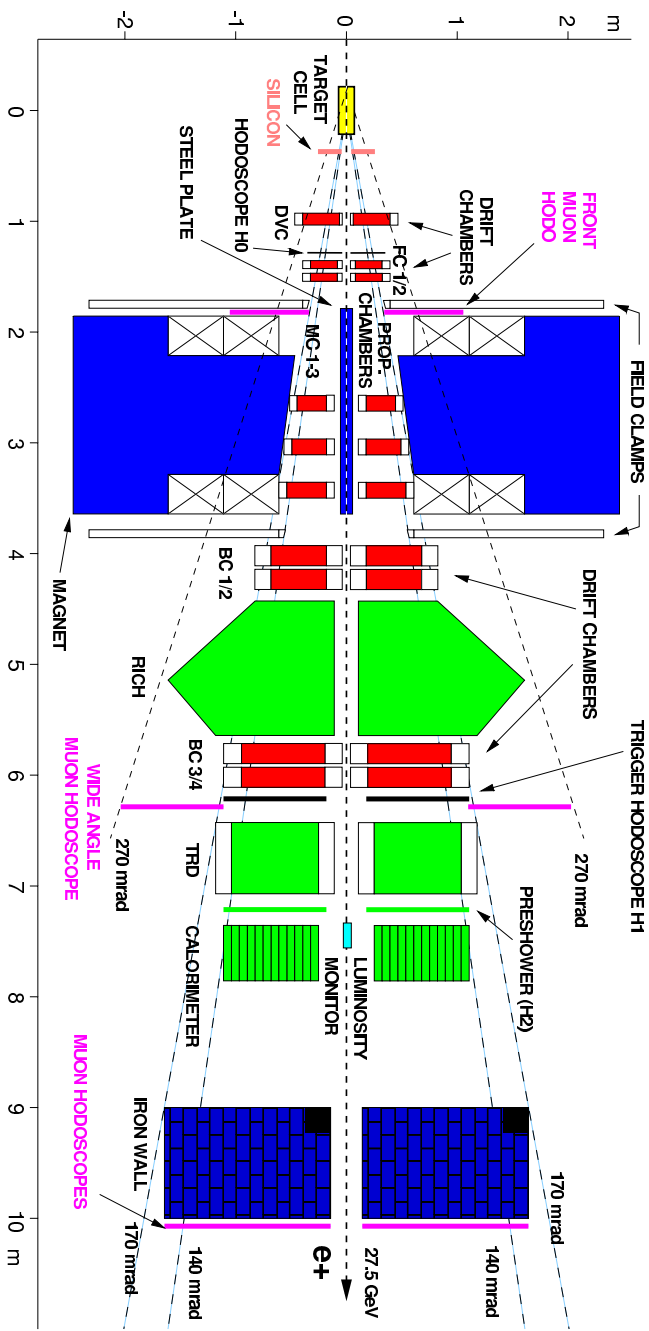 m
2
1
0
-1
-2
0
1
2
3
4
5
6
7
8
9
10
m
FIELD CLAMPS
TRIGGER HODOSCOPE H1
DRIFT CHAMBERS
270 mrad
FRONT
MUON
HODO
PRESHOWER (H2)
170 mrad
DRIFT
CHAMBERS
140 mrad
FC 1/2
PROP.
CHAMBERS
LUMINOSITY
MONITOR
27.5 GeV
e+
TARGET
CELL
SILICON
DVC
MC 1-3
HODOSCOPE H0
STEEL PLATE
BC 1/2
BC 3/4
TRD
CALORIMETER
140 mrad
RICH
IRON WALL
170 mrad
MAGNET
WIDE ANGLE
MUON HODOSCOPE
270 mrad
MUON HODOSCOPES